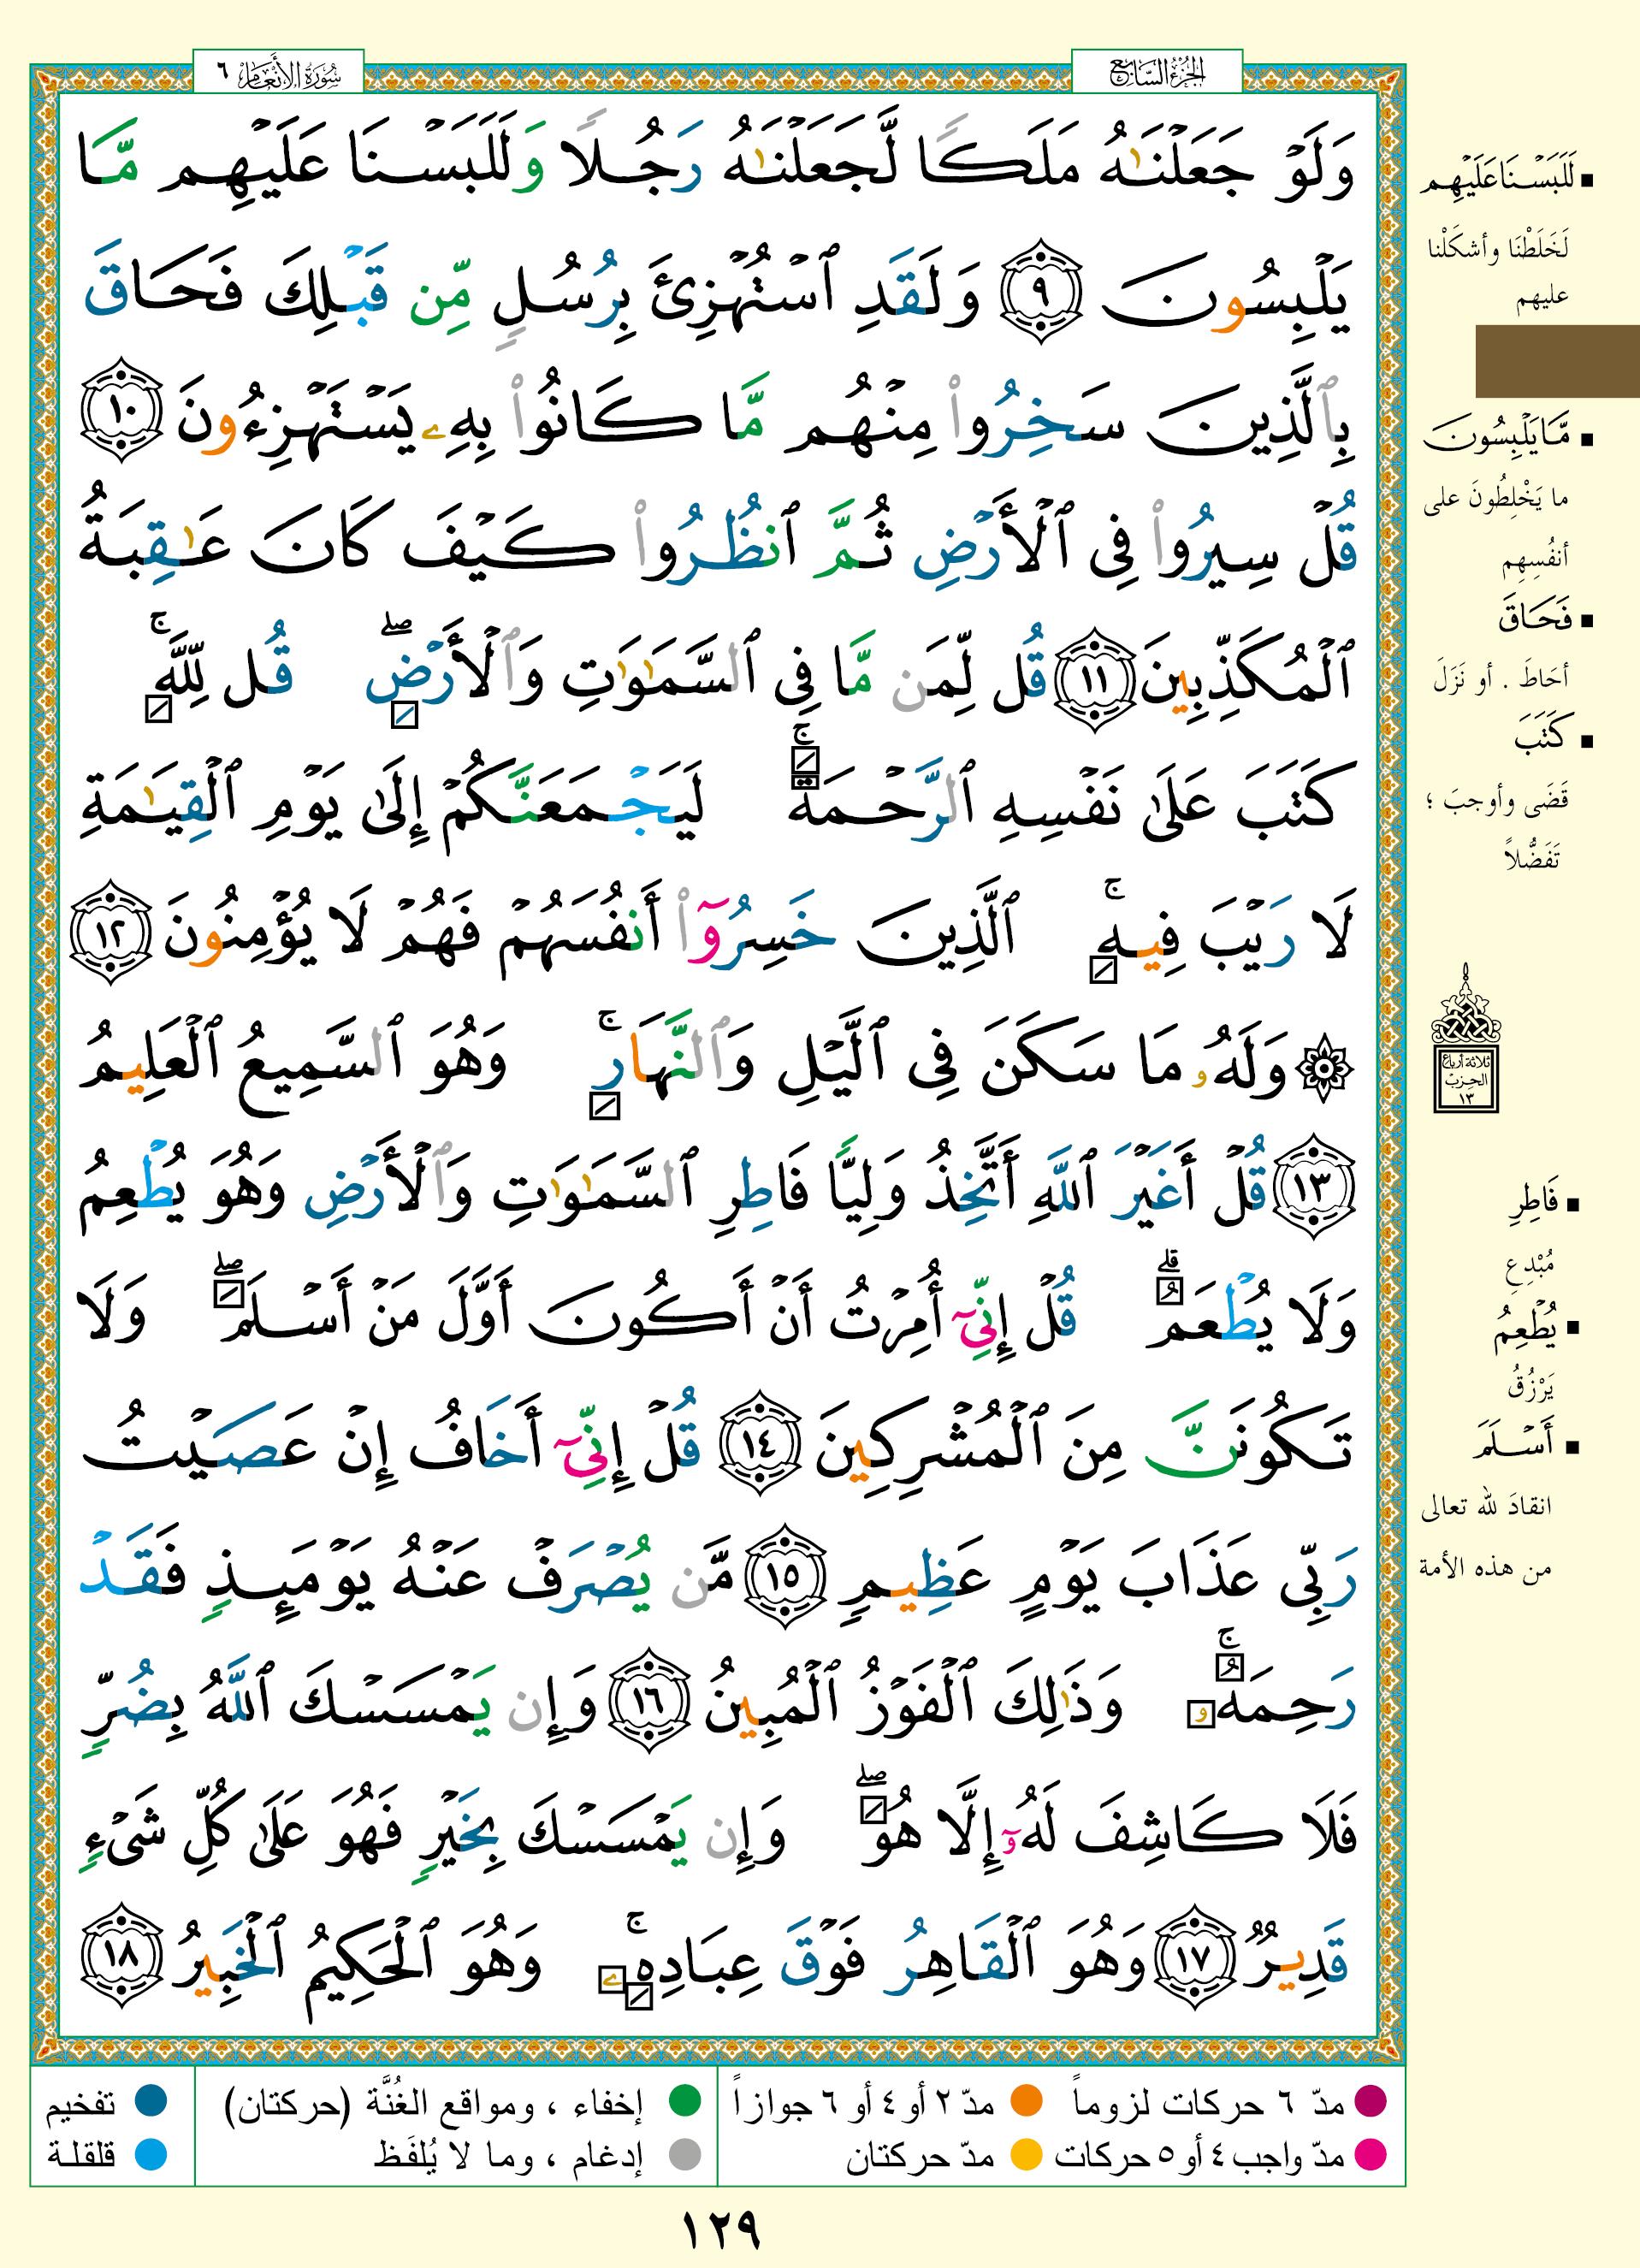 الجزء السابع
سورة الأنعام ٦
وَلَوْ جَعَلْنَٰهُ مَلَكًا لَّجَعَلْنَٰهُ رَجُلًا وَلَلَبَسْنَا عَلَيْهِم مَّا
يَلْبِسُونَ ٩ وَلَقَدِ ٱسْتُهْزِئَ بِرُسُلٍ مِّن قَبْلِكَ فَحَاقَ
بِٱلَّذِينَ سَخِرُوا۟ مِنْهُم مَّا كَانُوا۟ بِهِۦ يَسْتَهْزِءُونَ ١٠
قُلْ سِيرُوا۟ فِى ٱلْأَرْضِ ثُمَّ ٱنظُرُوا۟ كَيْفَ كَانَ عَٰقِبَةُ
ٱلْمُكَذِّبِينَ ١١ قُل لِّمَن مَّا فِى ٱلسَّمَٰوَٰتِ وَٱلْأَرْضِ ۖ قُل لِّلَّهِ ۚ
كَتَبَ عَلَىٰ نَفْسِهِ ٱلرَّحْمَةَ ۚ لَيَجْمَعَنَّكُمْ إِلَىٰ يَوْمِ ٱلْقِيَٰمَةِ
لَا رَيْبَ فِيهِ ۚ ٱلَّذِينَ خَسِرُوٓا۟ أَنفُسَهُمْ فَهُمْ لَا يُؤْمِنُونَ ١٢
۞ وَلَهُۥ مَا سَكَنَ فِى ٱلَّيْلِ وَٱلنَّهَارِ ۚ وَهُوَ ٱلسَّمِيعُ ٱلْعَلِيمُ
١٣ قُلْ أَغَيْرَ ٱللَّهِ أَتَّخِذُ وَلِيًّا فَاطِرِ ٱلسَّمَٰوَٰتِ وَٱلْأَرْضِ وَهُوَ يُطْعِمُ
وَلَا يُطْعَمُ ۗ قُلْ إِنِّىٓ أُمِرْتُ أَنْ أَكُونَ أَوَّلَ مَنْ أَسْلَمَ ۖ وَلَا
تَكُونَنَّ مِنَ ٱلْمُشْرِكِينَ ١٤ قُلْ إِنِّىٓ أَخَافُ إِنْ عَصَيْتُ
رَبِّى عَذَابَ يَوْمٍ عَظِيمٍ ١٥ مَّن يُصْرَفْ عَنْهُ يَوْمَئِذٍ فَقَدْ
رَحِمَهُۥ ۚ وَذَٰلِكَ ٱلْفَوْزُ ٱلْمُبِينُ ١٦ وَإِن يَمْسَسْكَ ٱللَّهُ بِضُرٍّ
فَلَا كَاشِفَ لَهُۥٓ إِلَّا هُوَ ۖ وَإِن يَمْسَسْكَ بِخَيْرٍ فَهُوَ عَلَىٰ كُلِّ شَىْءٍ
قَدِيرٌ ١٧ وَهُوَ ٱلْقَاهِرُ فَوْقَ عِبَادِهِۦ ۚ وَهُوَ ٱلْحَكِيمُ ٱلْخَبِيرُ ١٨
■ لَلَبَسْنَا عَلَيْهِم
لَخَلَطْنَا وأشكَلْنا
عليهم
■ مَّا يَلْبِسُونَ
ما يَخْلِطُونَ على
أنفُسِهِم
■ فَحَاقَ
أحَاطَ . أو نَزَلَ
■ كَتَبَ
قَضَى وأوجبَ ؛
تَفَضُّلاً
ثلاثة أرباع
الحزب
١٣
■ فَاطِرِ
مُبْدِعِ
■ يُطْعِمُ
يَرْزُقُ
■ أَسْلَمَ
انقادَ لله تعالى
من هذه الأمة
مدّ ٦ حركات لزوماً مدّ ٢ أو ٤ أو ٦ جوازاً إخفاء ، ومواقع الغُنَّة (حركتان) تفخيم
مدّ واجب ٤ أو ٥ حركات مدّ حركتان إدغام ، وما لا يُلفَظ قلقلة
١٢٩